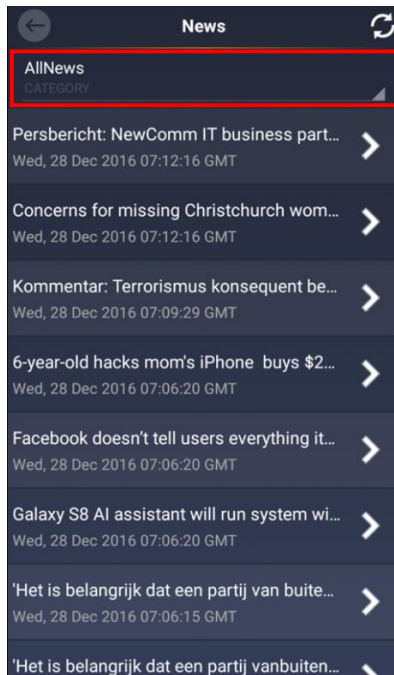 News
AllNews
CATEGORY
Persbericht: NewComm IT business part...
Wed, 28 Dec 2016 07:12:16 GMT
Concerns for missing Christchurch wom...
Wed, 28 Dec 2016 07:12:16 GMT
Kommentar: Terrorismus konsequent be...
Wed, 28 Dec 2016 07:09:29 GMT
6-year-old hacks mom's iPhone  buys $2...
Wed, 28 Dec 2016 07:06:20 GMT
Facebook doesn't tell users everything it...
Wed, 28 Dec 2016 07:06:20 GMT
Galaxy S8 AI assistant will run system wi...
Wed, 28 Dec 2016 07:06:20 GMT
'Het is belangrijk dat een partij van buite...
Wed, 28 Dec 2016 07:06:15 GMT
'Het is belangrijk dat een partij vanbuiten...